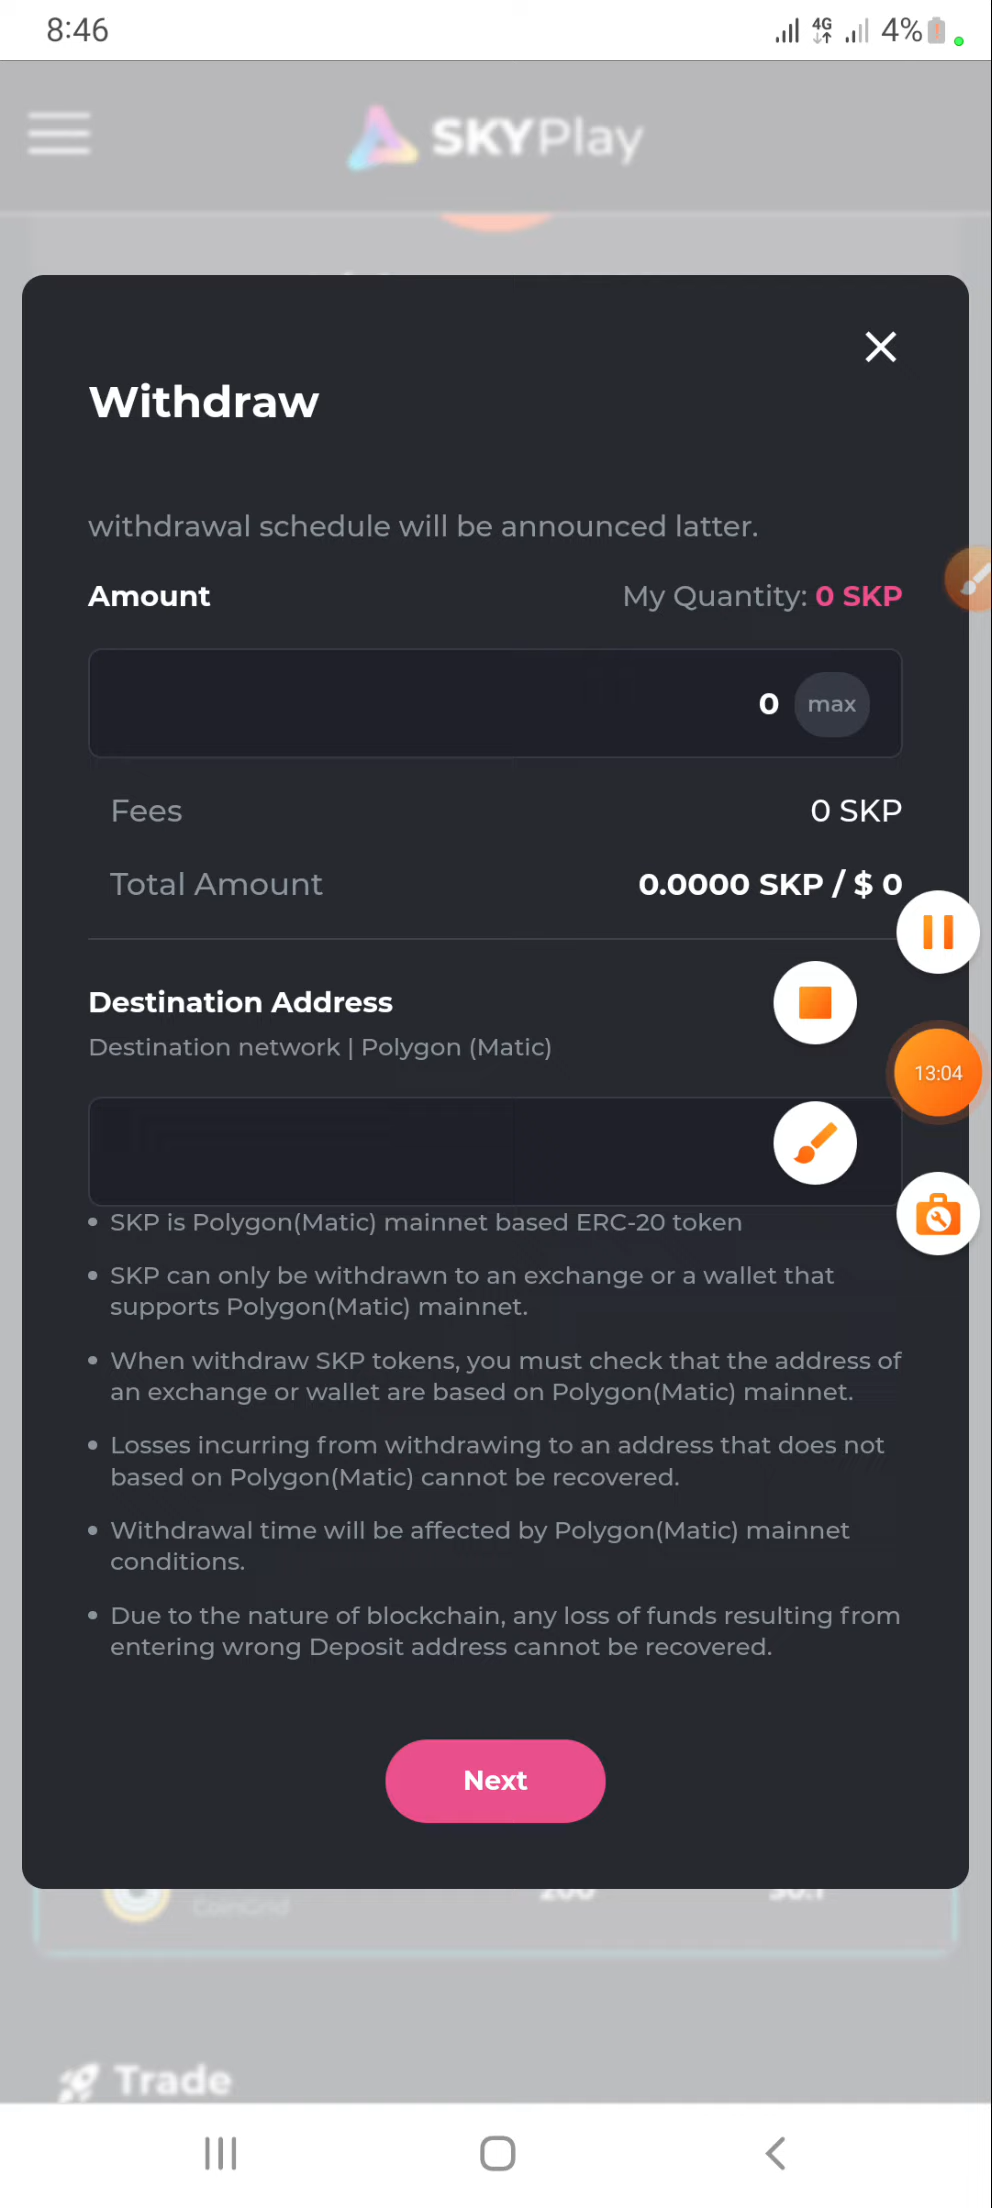 8:46
4G
4%
SKYPlay
Withdraw
withdrawal schedule will be announced latter.
Amount
My Quantity: 0 SKP
0
max
Fees
0 SKP
Total Amount
0.0000 SKP / $ 0
Destination Address
Destination network | Polygon (Matic)
13:04
• SKP is Polygon(Matic) mainnet based ERC-20 token
• SKP can only be withdrawn to an exchange or a wallet that
supports Polygon(Matic) mainnet.
• When withdraw SKP tokens, you must check that the address of
an exchange or wallet are based on Polygon(Matic) mainnet.
• Losses incurring from withdrawing to an address that does not
based on Polygon(Matic) cannot be recovered.
• Withdrawal time will be affected by Polygon(Matic) mainnet
conditions.
• Due to the nature of blockchain, any loss of funds resulting from
entering wrong Deposit address cannot be recovered.
Next
CoinGrid
Trade